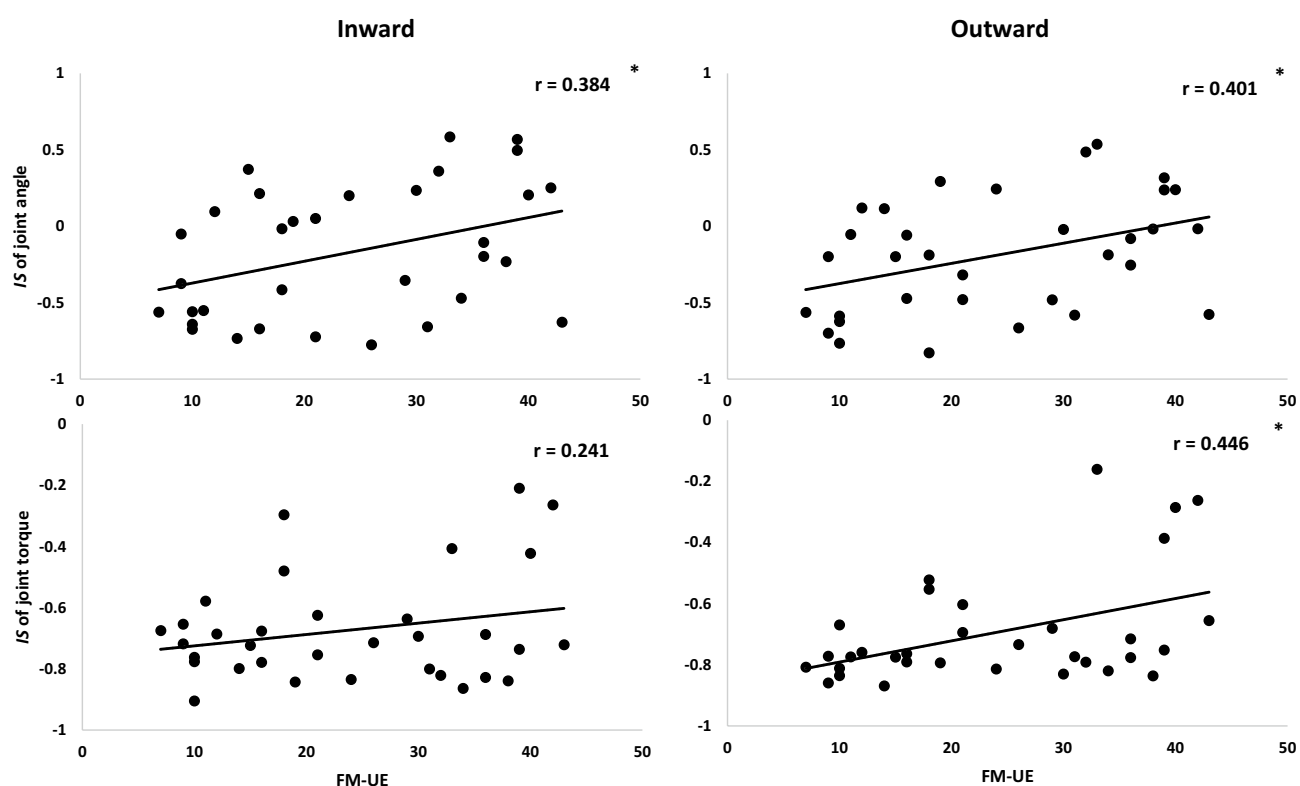 Inward
Outward
*
r = 0.384
*
r = 0.401
IS of joint angle
1
0.5
0
-0.5
-1
0 10 20 30 40 50
1
0.5
0
-0.5
-1
0 10 20 30 40 50
r = 0.241
*
r = 0.446
IS of joint torque
0
-0.2
-0.4
-0.6
-0.8
-1
0 10 20 30 40 50
FM-UE
0
-0.2
-0.4
-0.6
-0.8
-1
0 10 20 30 40 50
FM-UE